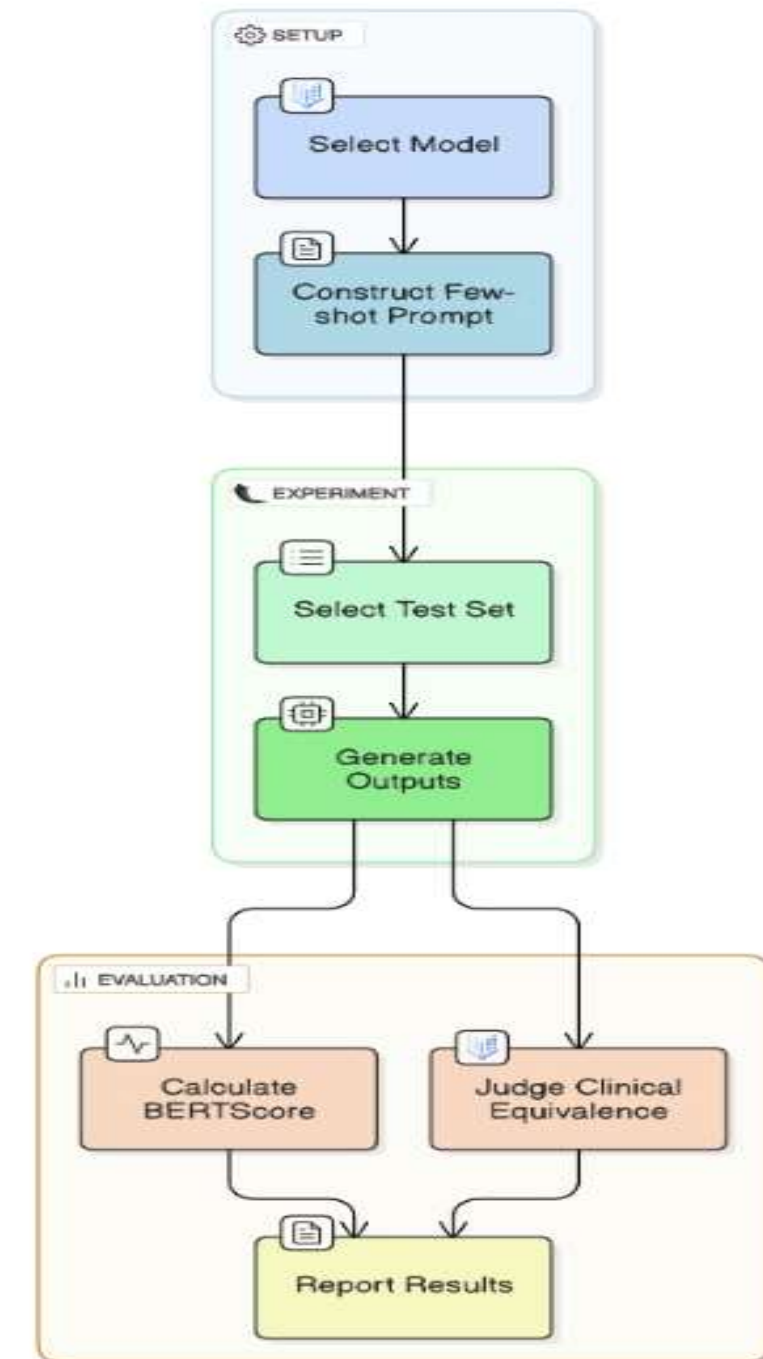 SETUP
Select Model
Construct Few-
shot Prompt
EXPERIMENT
Select Test Set
Generate
Outputs
EVALUATION
Calculate
BERTScore
Judge Clinical
Equivalence
Report Results